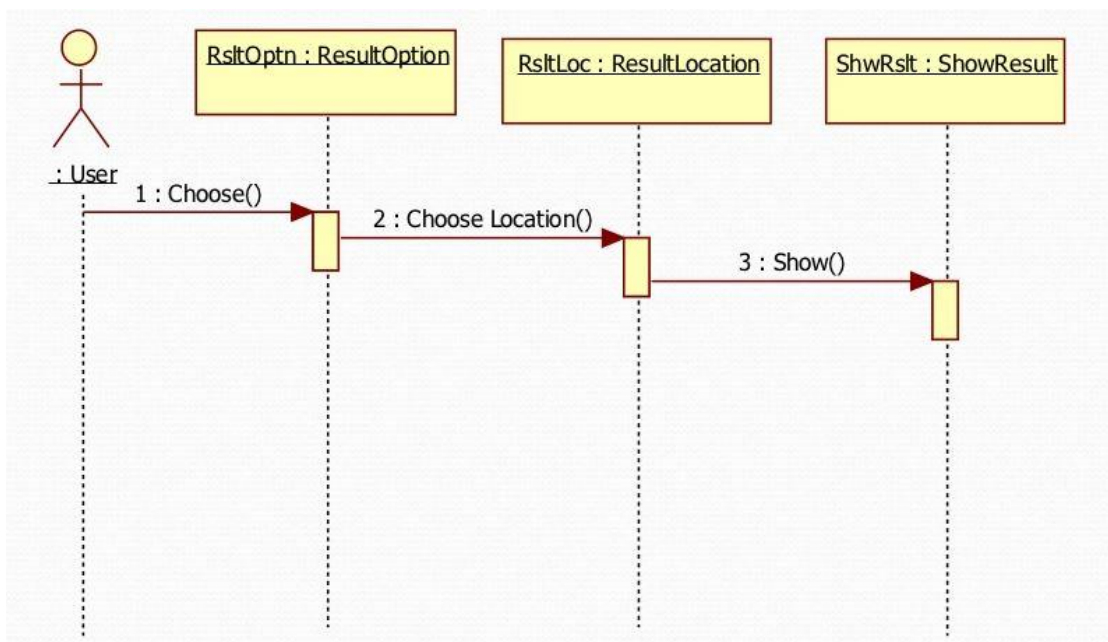 RsltOptn : ResultOption
RsltLoc : ResultLocation
ShwRslt : ShowResult
: User
1 : Choose()
2 : Choose Location()
3 : Show()